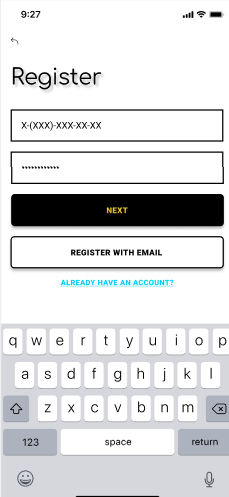 9:27
Register
X-(XXX)-XXX-XX-XX
************
NEXT
REGISTER WITH EMAIL
ALREADY HAVE AN ACCOUNT?
q w e r t y u i o p
a s d f g h j k l
z x c v b n m
123 space return